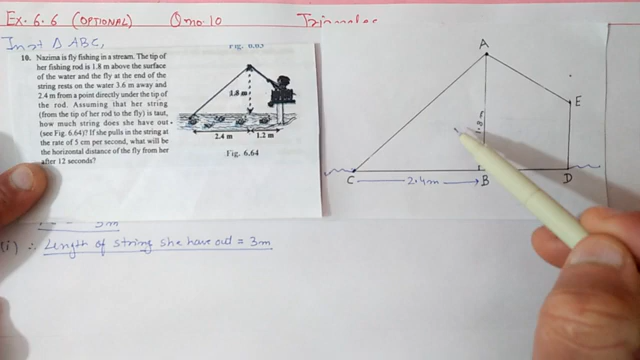 Ex. 6.6 (OPTIONAL) Q no. 10 Triangles
In rt Δ ABC,
Fig. 6.63
10. Nazima is fly fishing in a stream. The tip of
her fishing rod is 1.8 m above the surface
of the water and the fly at the end of the
string rests on the water 3.6 m away and
2.4 m from a point directly under the tip of
the rod. Assuming that her string
(from the tip of her rod to the fly) is taut,
how much string does she have out
(see Fig. 6.64)? If she pulls in the string at
the rate of 5 cm per second, what will be
the horizontal distance of the fly from her
after 12 seconds?
1.8 m
2.4 m
1.2 m
Fig. 6.64
A
E
1.8
C
2.4m
B
D
3m
(i) ∴ Length of string she have out = 3m